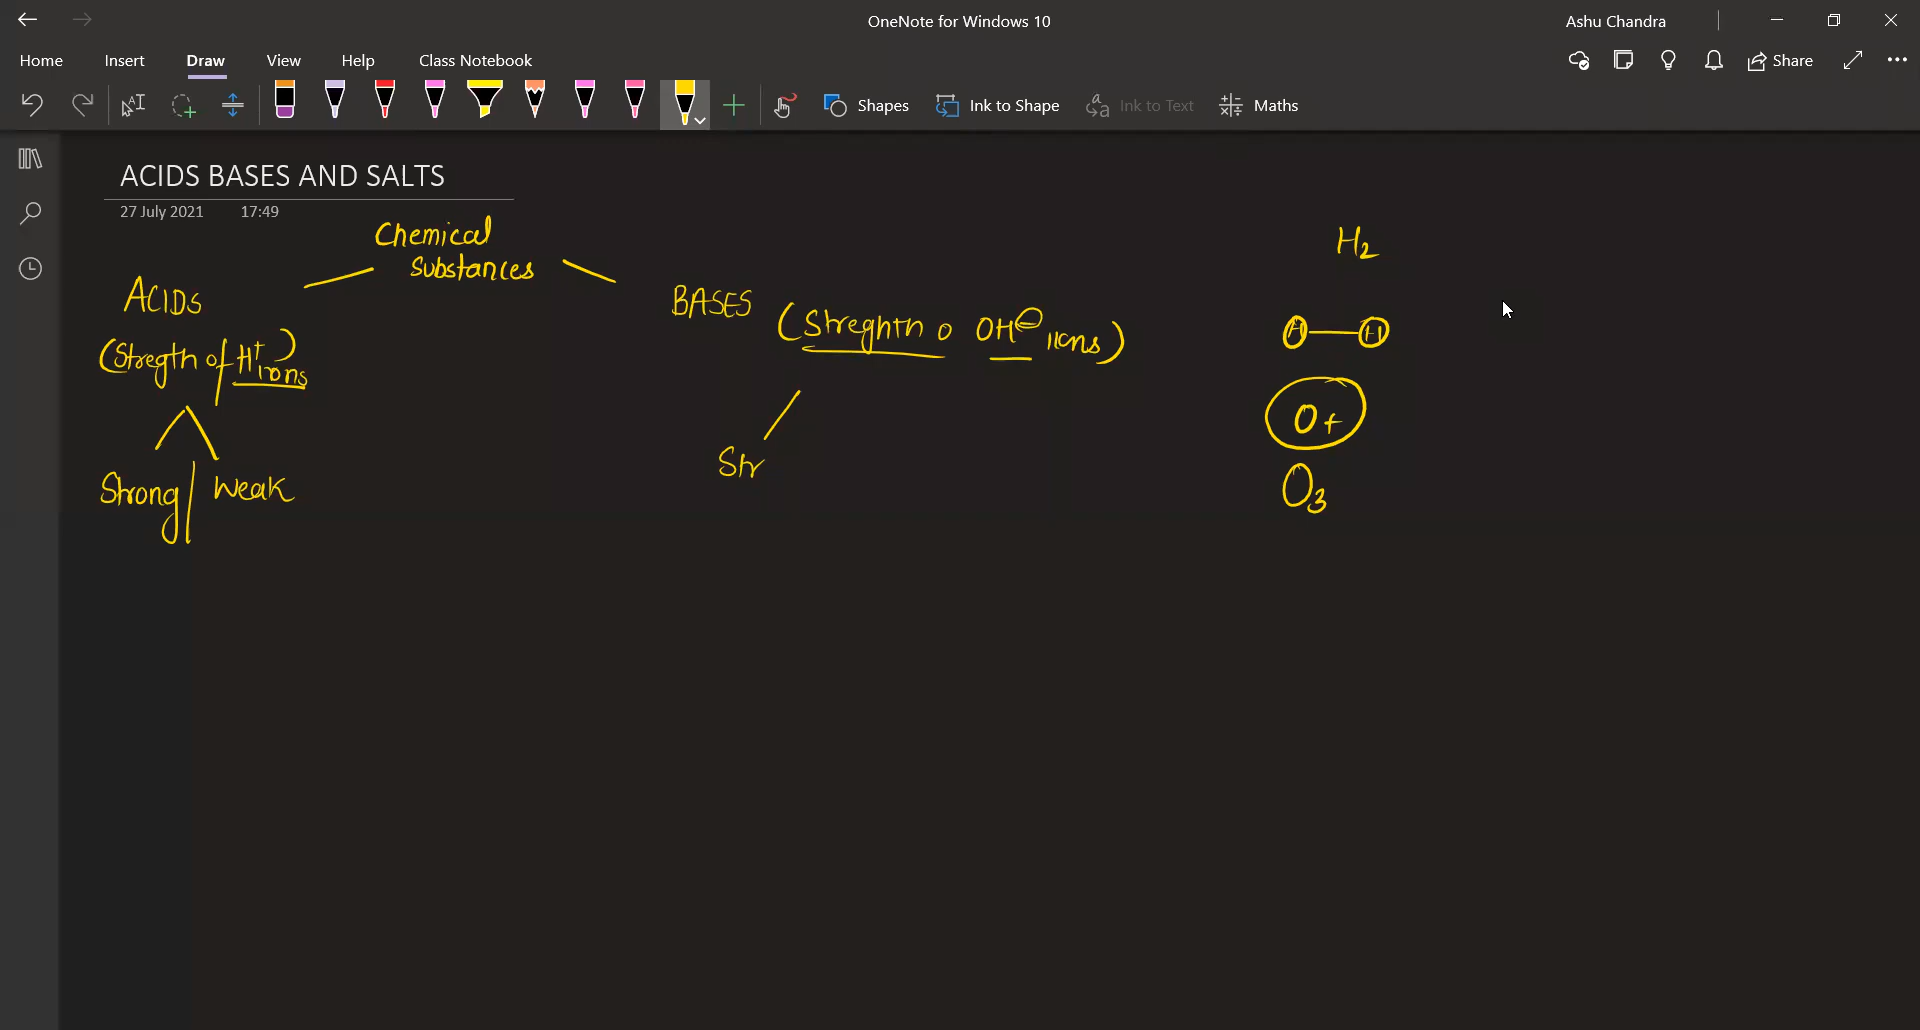 OneNote for Windows 10
Ashu Chandra
Home Insert Draw View Help Class Notebook
Share
Shapes Ink to Shape Ink to Text Maths
ACIDS BASES AND SALTS
27 July 2021 17:49
Chemical
Substances
ACIDS
(Stregth of H+ ions)
Strong / Weak
BASES (Streghtn o OH⊖ iions)
Str
H2
H — H
O +
O3